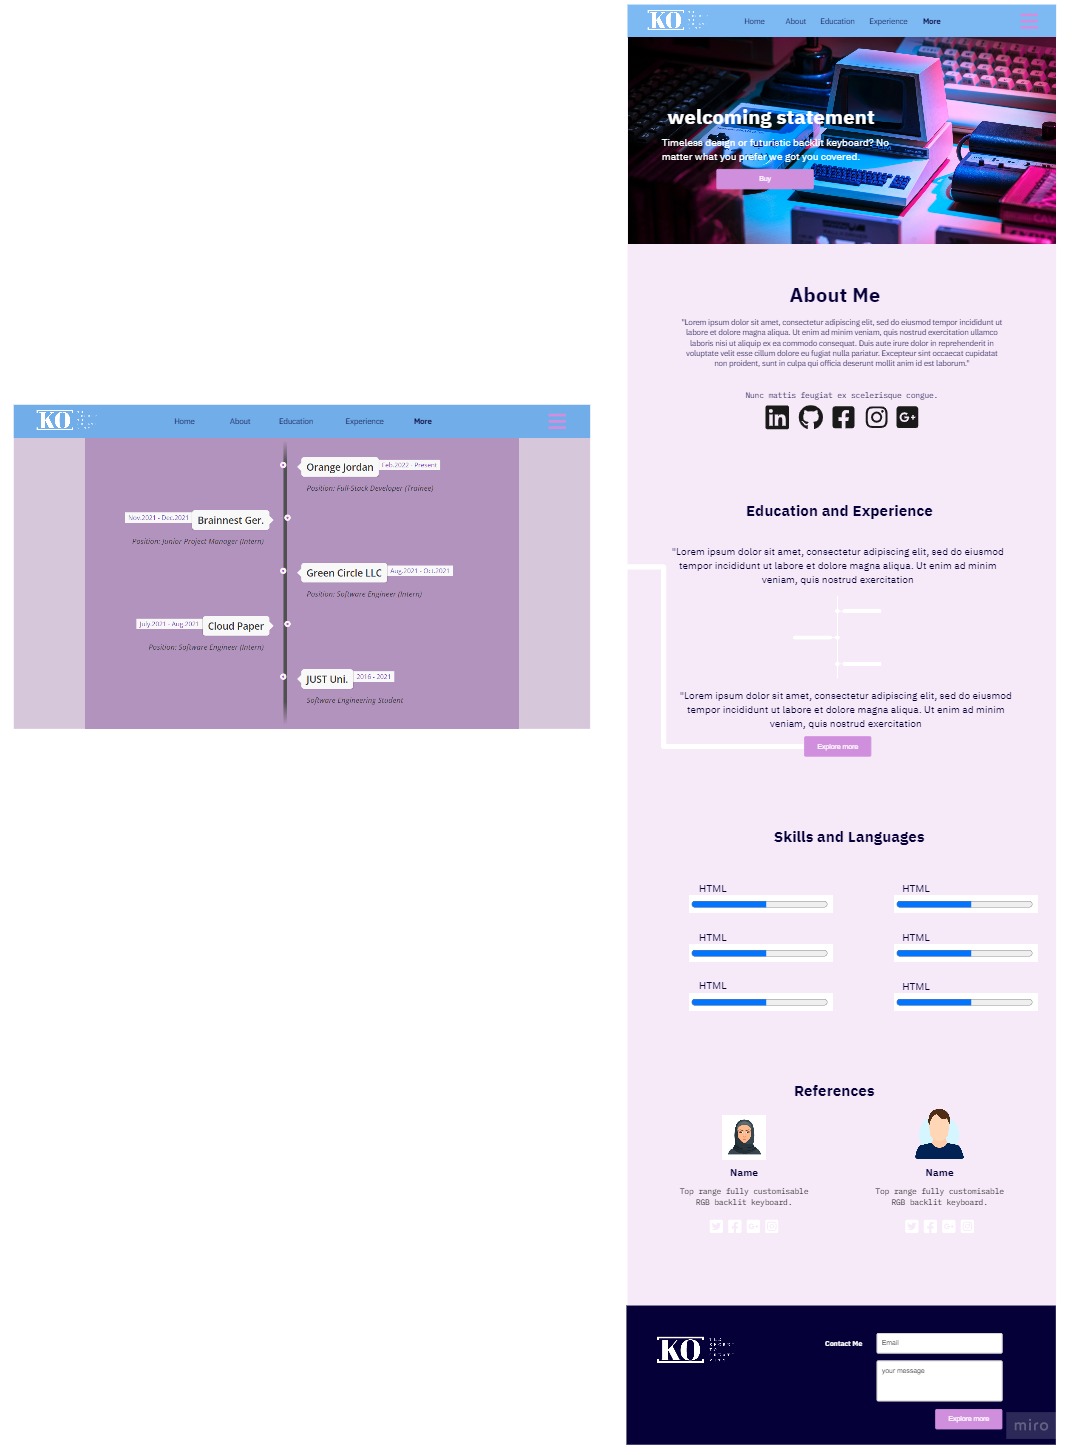 KO
Home About Education Experience More
Orange Jordan Feb.2022 - Present
Position: Full-Stack Developer (Trainee)
Nov.2021 - Dec.2021 Brainnest Ger.
Position: Junior Project Manager (Intern)
Green Circle LLC Aug.2021 - Oct.2021
Position: Software Engineer (Intern)
July.2021 - Aug.2021 Cloud Paper
Position: Software Engineer (Intern)
JUST Uni. 2016 - 2021
Software Engineering Student
KO
Home About Education Experience More
welcoming statement
Timeless design or futuristic backlit keyboard? No
matter what you prefer we got you covered.
Buy
About Me
"Lorem ipsum dolor sit amet, consectetur adipiscing elit, sed do eiusmod tempor incididunt ut
labore et dolore magna aliqua. Ut enim ad minim veniam, quis nostrud exercitation ullamco
laboris nisi ut aliquip ex ea commodo consequat. Duis aute irure dolor in reprehenderit in
voluptate velit esse cillum dolore eu fugiat nulla pariatur. Excepteur sint occaecat cupidatat
non proident, sunt in culpa qui officia deserunt mollit anim id est laborum."
Nunc mattis feugiat ex scelerisque congue.
Education and Experience
"Lorem ipsum dolor sit amet, consectetur adipiscing elit, sed do eiusmod
tempor incididunt ut labore et dolore magna aliqua. Ut enim ad minim
veniam, quis nostrud exercitation
"Lorem ipsum dolor sit amet, consectetur adipiscing elit, sed do eiusmod
tempor incididunt ut labore et dolore magna aliqua. Ut enim ad minim
veniam, quis nostrud exercitation
Explore more
Skills and Languages
HTML HTML
HTML HTML
HTML HTML
References
Name Name
Top range fully customisable Top range fully customisable
RGB backlit keyboard. RGB backlit keyboard.
KO
Contact Me Email
your message
Explore more
miro